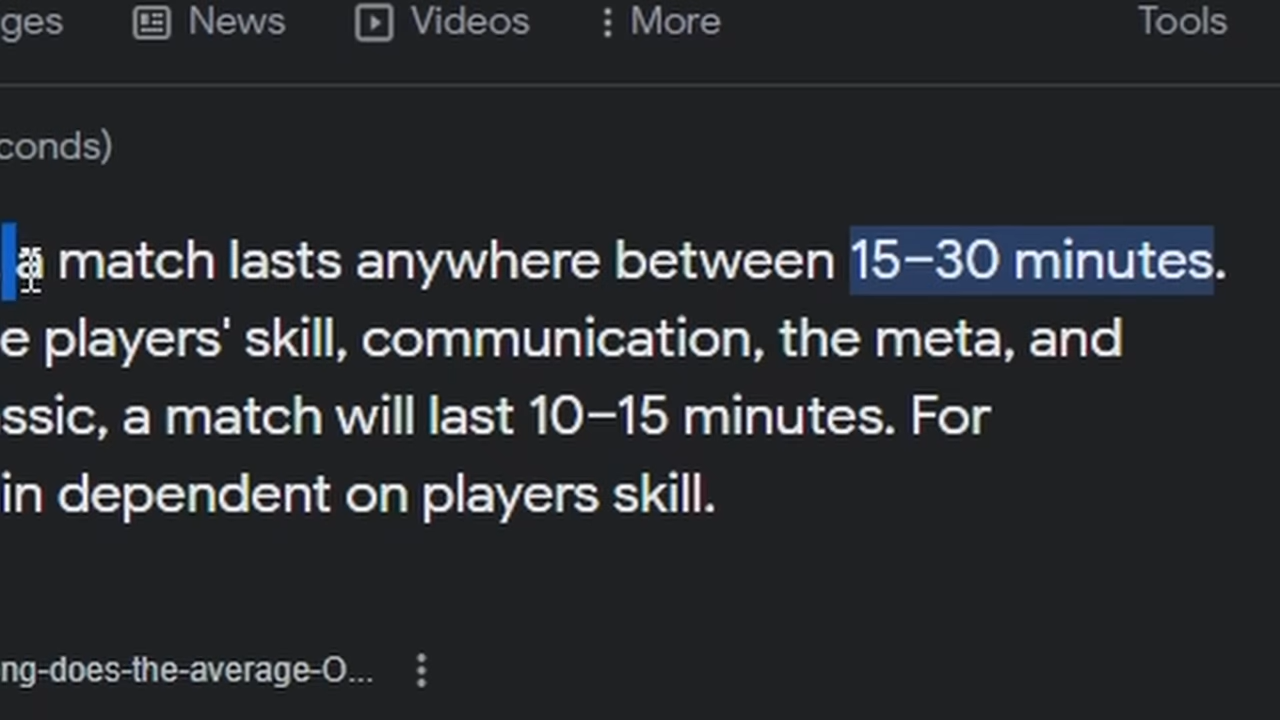 ges News Videos More Tools
conds)
a match lasts anywhere between 15–30 minutes.
e players' skill, communication, the meta, and
ssic, a match will last 10–15 minutes. For
in dependent on players skill.
ng-does-the-average-O...